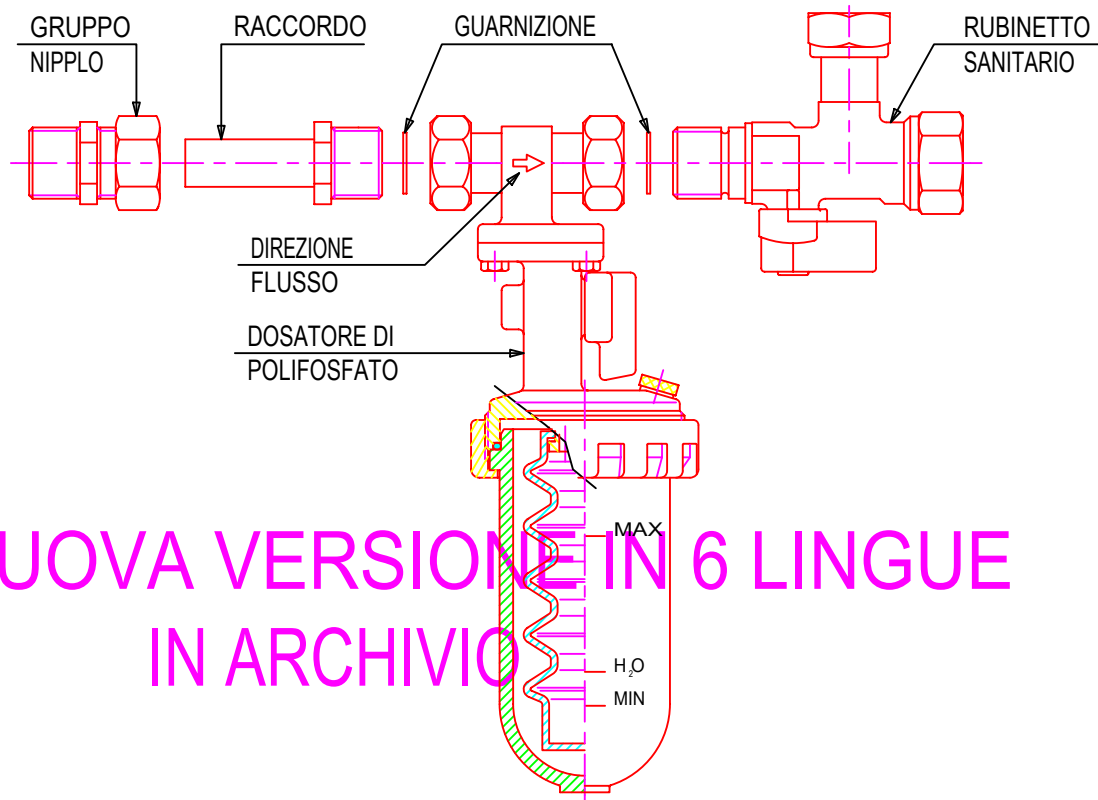 GRUPPO
NIPPLO
RACCORDO
GUARNIZIONE
RUBINETTO
SANITARIO
DIREZIONE
FLUSSO
DOSATORE DI
POLIFOSFATO
MAX
UOVA VERSIONE IN 6 LINGUE
IN ARCHIVIO
H₂O
MIN